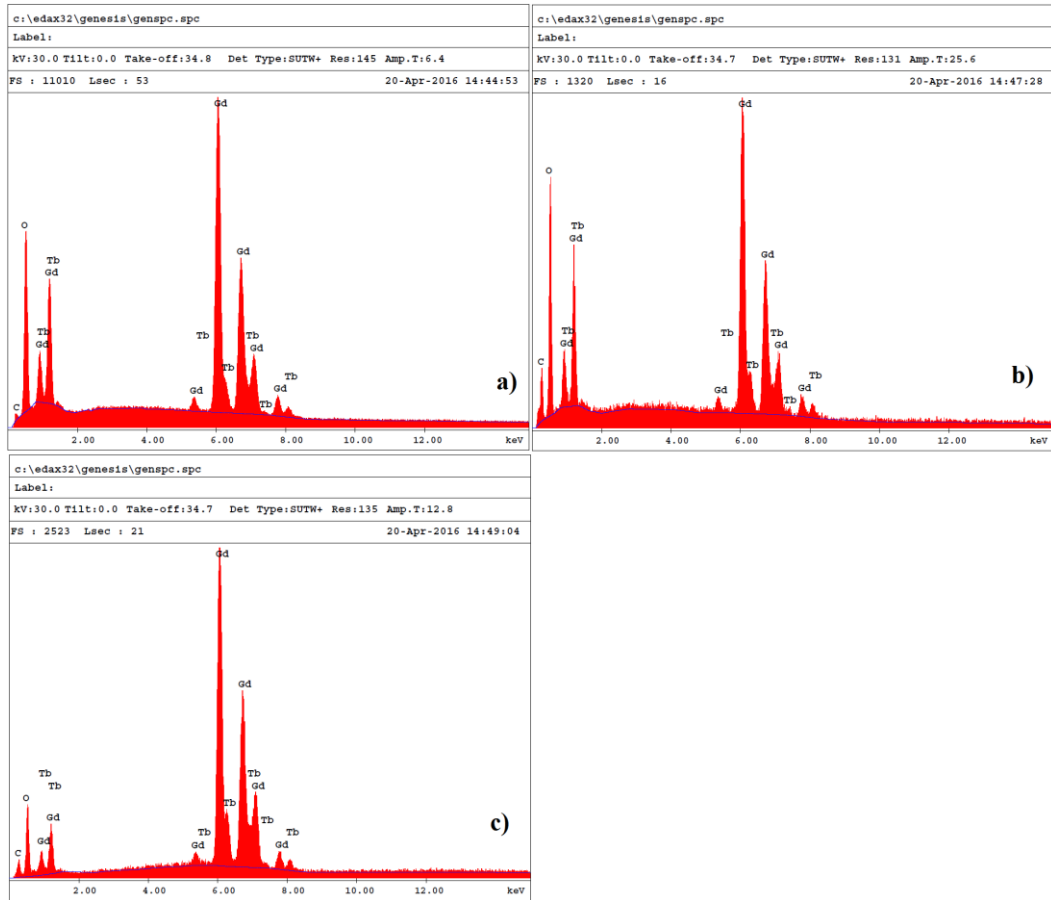 c:\edax32\genesis\genspc.spc
Label:
kV:30.0 Tilt:0.0 Take-off:34.8 Det Type:SUTW+ Res:145 Amp.T:6.4
FS : 11010 Lsec : 53 20-Apr-2016 14:44:53
Gd
O
Tb
Gd
Gd
Tb
Gd
Tb
Tb
Tb
Gd
Gd
Tb
Gd
Tb
C
a)
2.00 4.00 6.00 8.00 10.00 12.00 keV
c:\edax32\genesis\genspc.spc
Label:
kV:30.0 Tilt:0.0 Take-off:34.7 Det Type:SUTW+ Res:131 Amp.T:25.6
FS : 1320 Lsec : 16 20-Apr-2016 14:47:28
Gd
O
Tb
Gd
Gd
Tb
Gd
C
Tb
Tb
Tb
Gd
Gd
Tb
Gd
Tb
b)
2.00 4.00 6.00 8.00 10.00 12.00 keV
c:\edax32\genesis\genspc.spc
Label:
kV:30.0 Tilt:0.0 Take-off:34.7 Det Type:SUTW+ Res:135 Amp.T:12.8
FS : 2523 Lsec : 21 20-Apr-2016 14:49:04
Gd
Gd
Tb
Tb
O
Gd
Gd
C
Tb
Gd
Tb
Tb
Gd
Tb
Gd
Tb
c)
2.00 4.00 6.00 8.00 10.00 12.00 keV